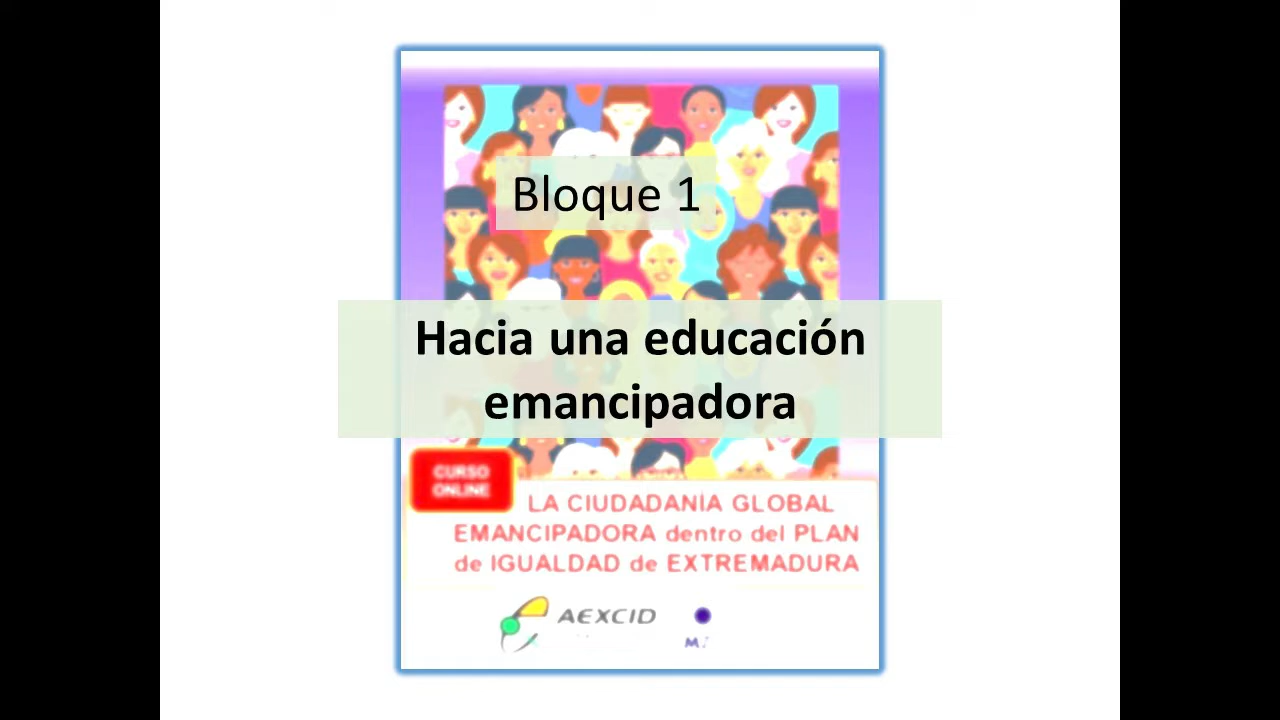 Bloque 1
Hacia una educación
emancipadora
CURSO
ONLINE
LA CIUDADANÍA GLOBAL
EMANCIPADORA dentro del PLAN
de IGUALDAD de EXTREMADURA
AEXCID